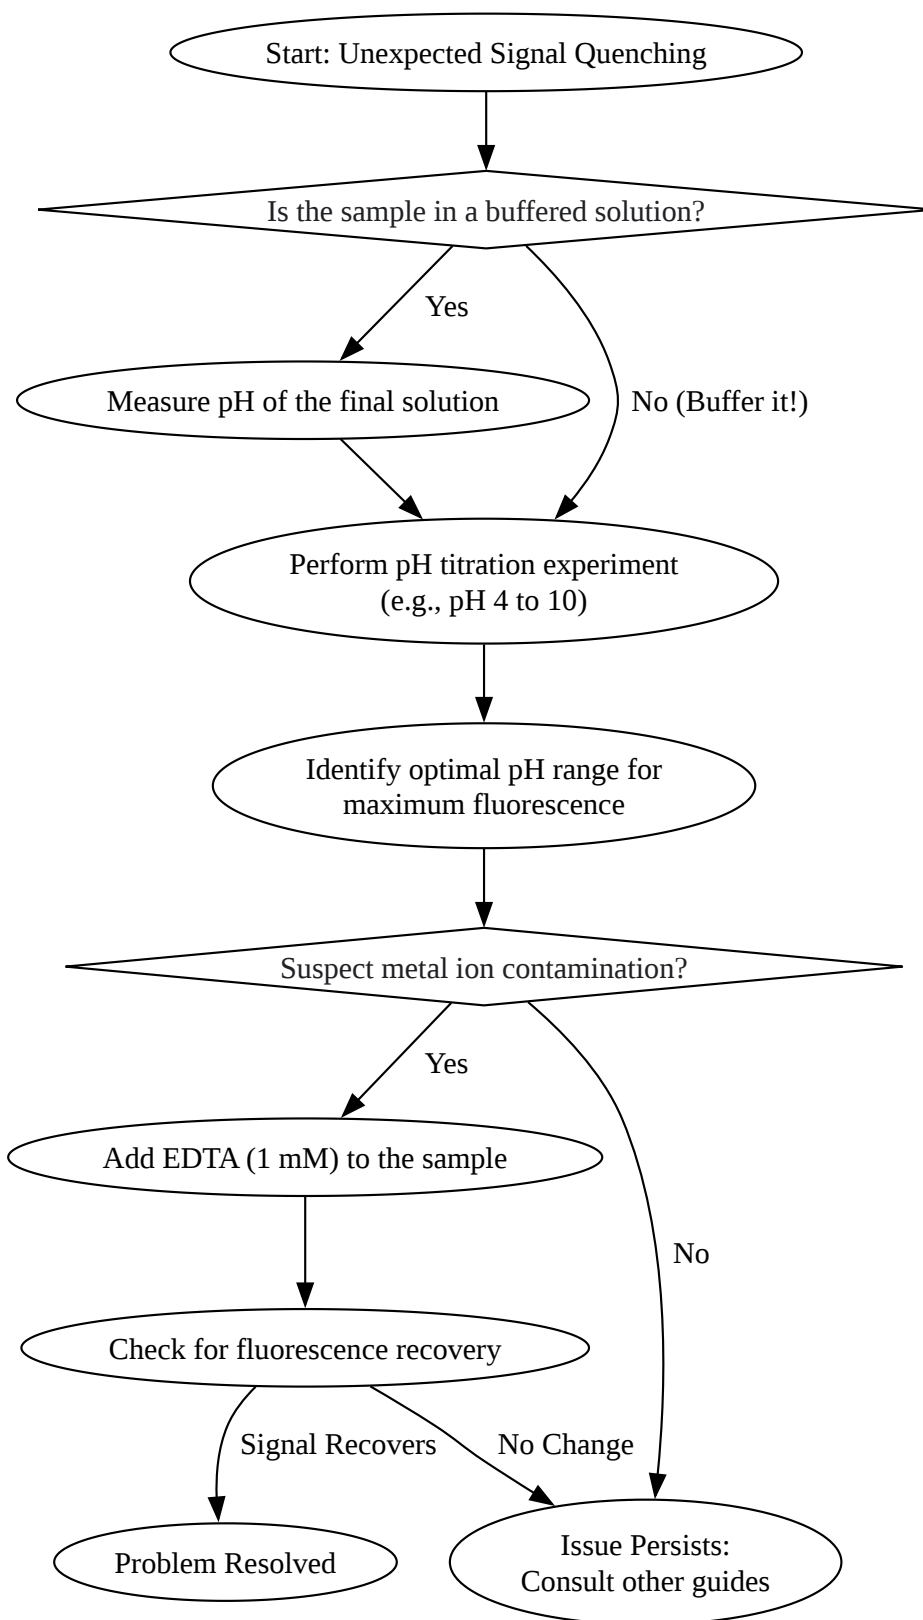 Start: Unexpected Signal Quenching
Is the sample in a buffered solution?
Yes
Measure pH of the final solution
No (Buffer it!)
Perform pH titration experiment
(e.g., pH 4 to 10)
Identify optimal pH range for
maximum fluorescence
Suspect metal ion contamination?
Yes
Add EDTA (1 mM) to the sample
No
Check for fluorescence recovery
Signal Recovers
No Change
Problem Resolved
Issue Persists:
Consult other guides